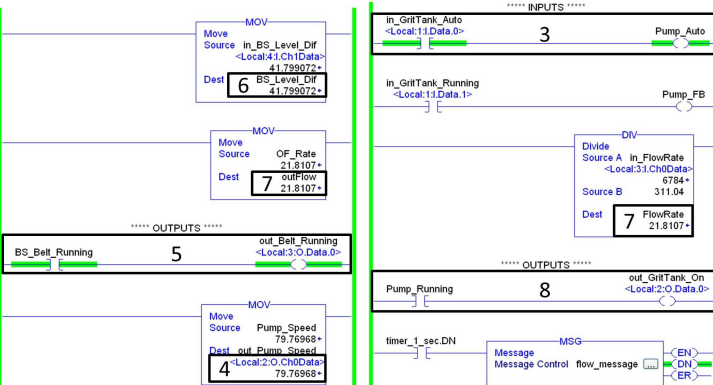 MOV
Move
Source in_BS_Level_Dif
<Local:4:I.Ch1Data>
41.799072
Dest BS_Level_Dif
6 41.799072
MOV
Move
Source OF_Rate
21.8107
Dest outFlow
7 21.8107
***** OUTPUTS *****
BS_Belt_Running 5 out_Belt_Running
<Local:3:O.Data.0>
MOV
Move
Source Pump_Speed
79.76968
Dest out_Pump_Speed
4 <Local:2:O.Ch0Data>
79.76968
***** INPUTS *****
in_GritTank_Auto
<Local:1:I.Data.0> 3 Pump_Auto
in_GritTank_Running
<Local:1:I.Data.1> Pump_FB
DIV
Divide
Source A in_FlowRate
<Local:3:I.Ch0Data>
6784
Source B 311.04
Dest 7 FlowRate
21.8107
***** OUTPUTS *****
Pump_Running 8 out_GritTank_On
<Local:2:O.Data.0>
timer_1_sec.DN
MSG
Message
Message Control flow_message ...
EN
DN
ER